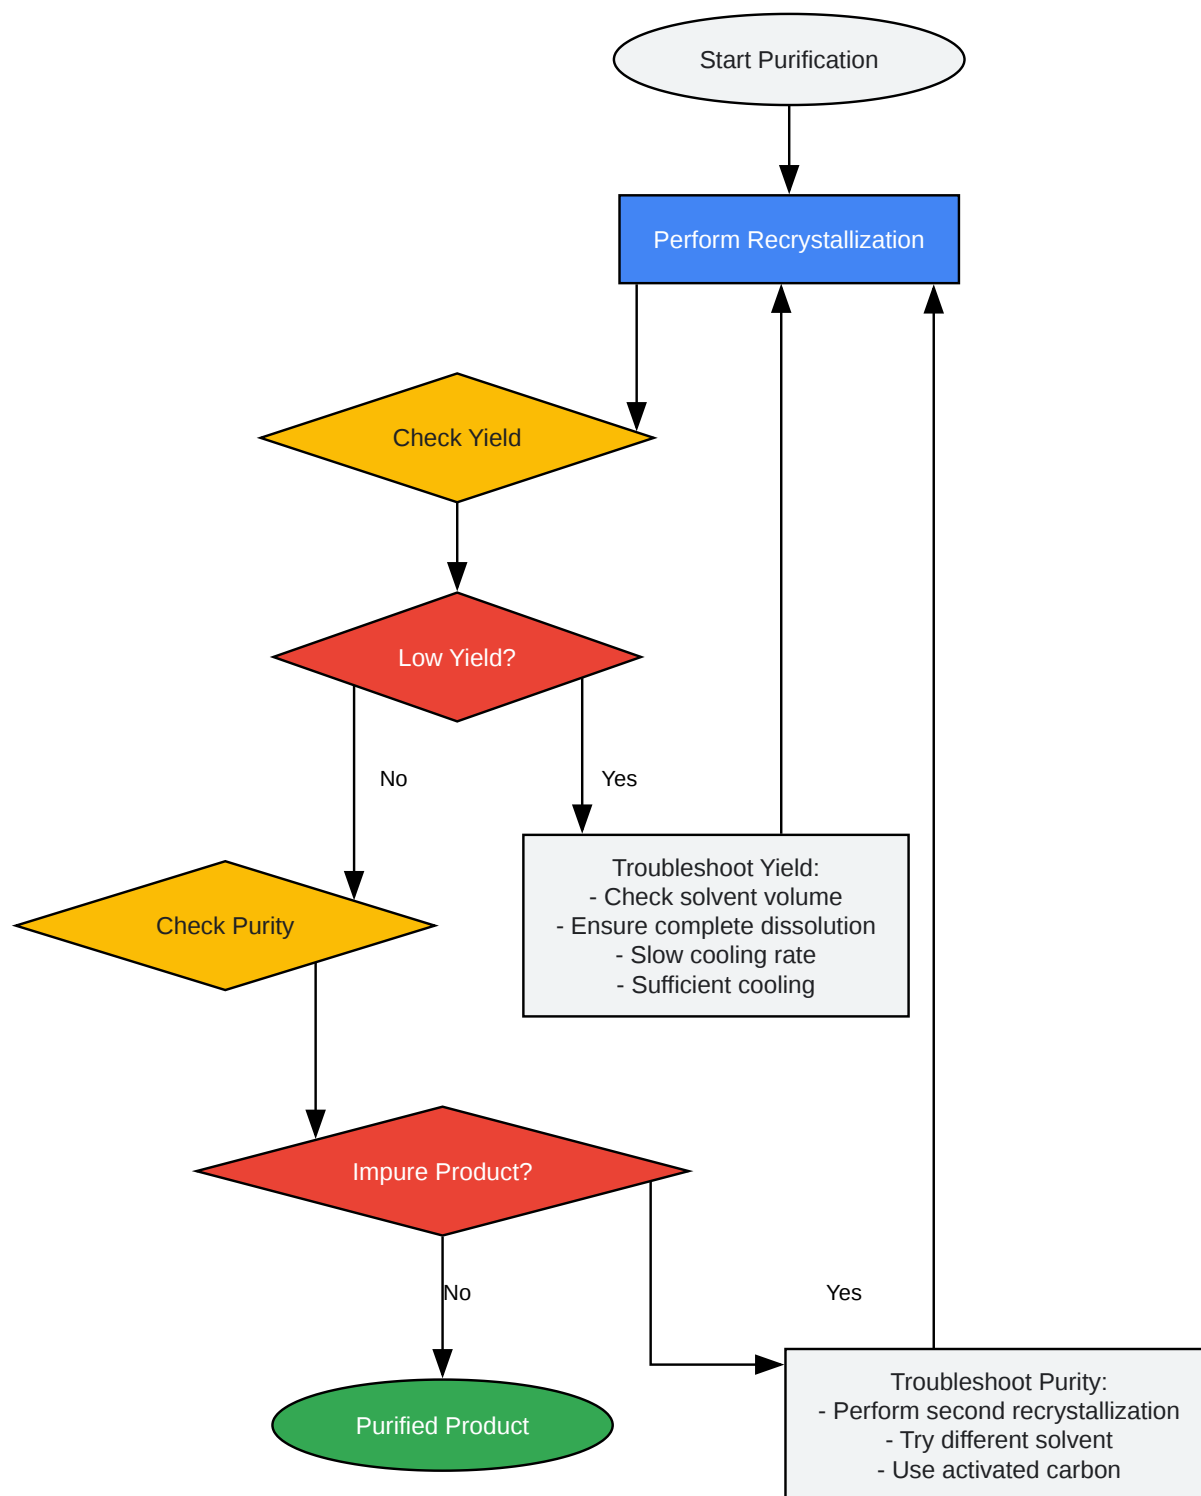 Start Purification
Perform Recrystallization
Check Yield
Low Yield?
No
Yes
Troubleshoot Yield:
- Check solvent volume
- Ensure complete dissolution
- Slow cooling rate
- Sufficient cooling
Check Purity
Impure Product?
No
Yes
Troubleshoot Purity:
- Perform second recrystallization
- Try different solvent
- Use activated carbon
Purified Product